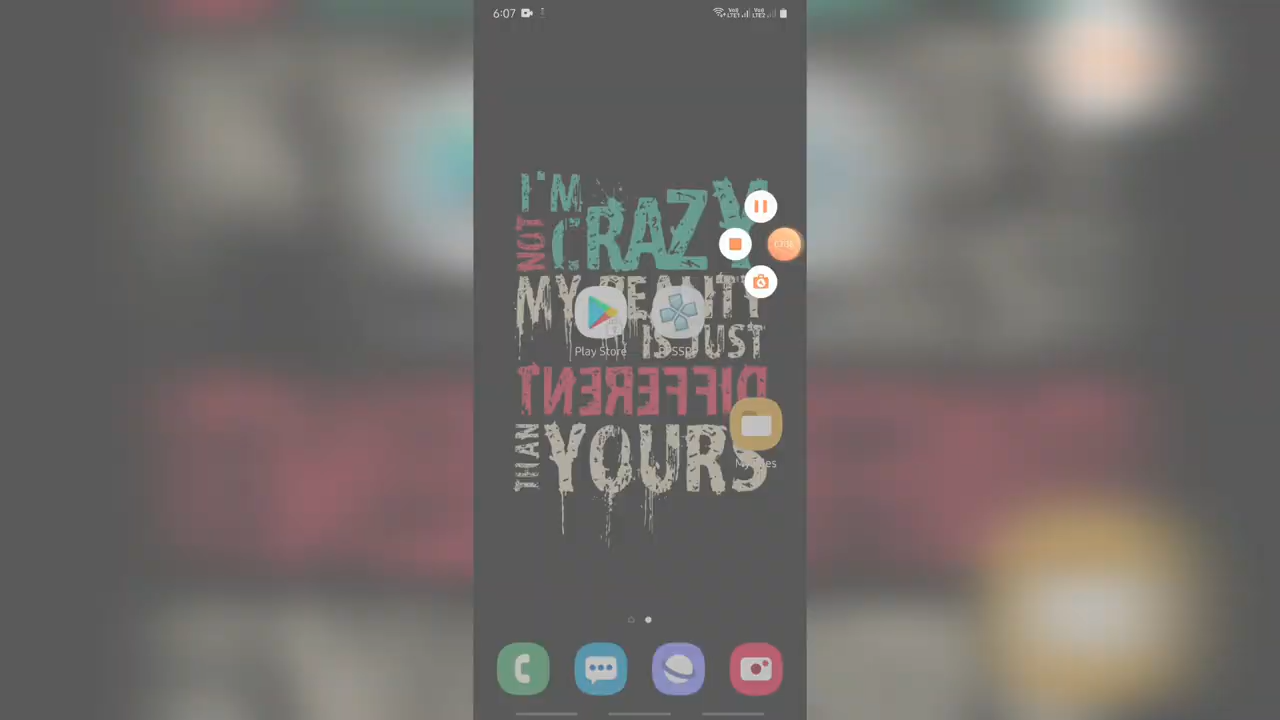 6:07
I'M
NOT CRAZY
MY REALITY
IS JUST
DIFFERENT
THAN YOURS
Play Store